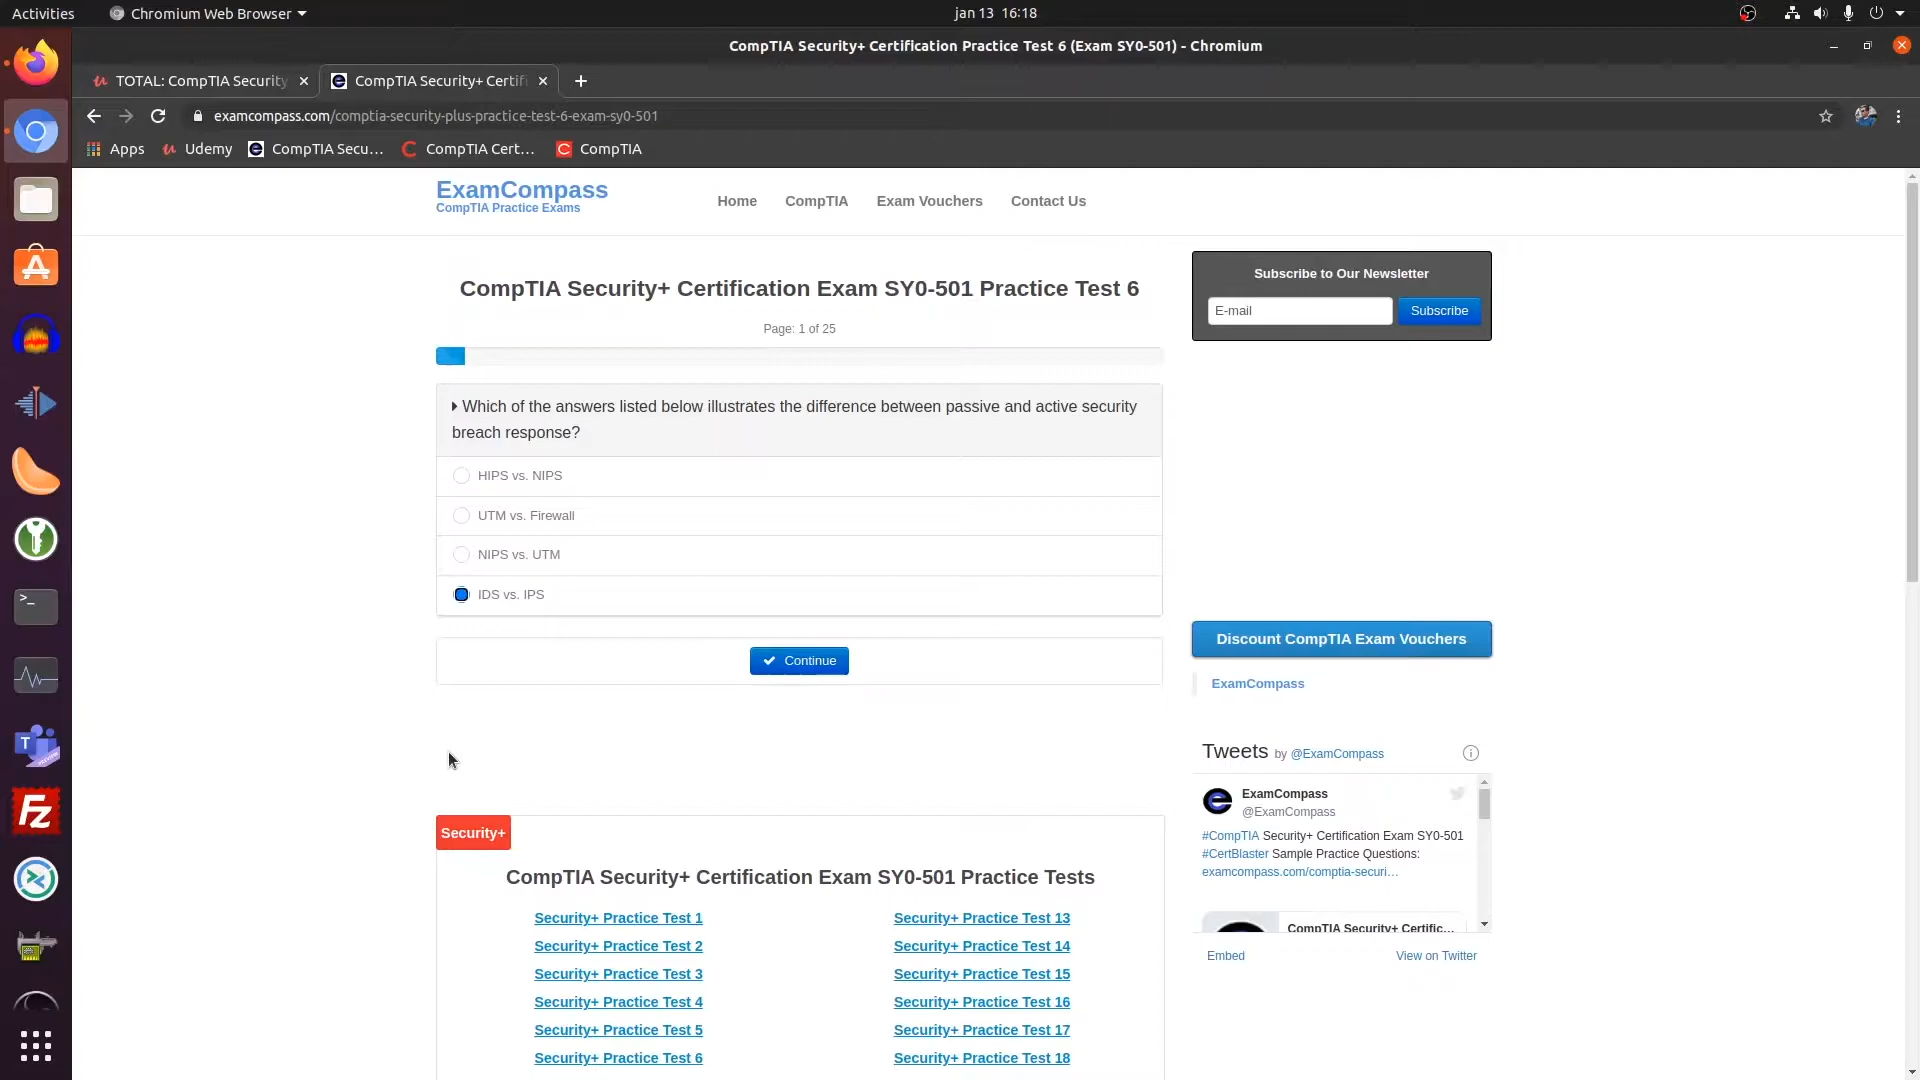 Activities
Chromium Web Browser
jan 13 16:18
CompTIA Security+ Certification Practice Test 6 (Exam SY0-501) - Chromium
TOTAL: CompTIA Security
CompTIA Security+ Certifi
examcompass.com/comptia-security-plus-practice-test-6-exam-sy0-501
Apps
Udemy
CompTIA Secu...
CompTIA Cert...
CompTIA
ExamCompass
CompTIA Practice Exams
Home
CompTIA
Exam Vouchers
Contact Us
CompTIA Security+ Certification Exam SY0-501 Practice Test 6
Page: 1 of 25
Which of the answers listed below illustrates the difference between passive and active security
breach response?
HIPS vs. NIPS
UTM vs. Firewall
NIPS vs. UTM
IDS vs. IPS
Continue
Subscribe to Our Newsletter
E-mail
Subscribe
Discount CompTIA Exam Vouchers
ExamCompass
Tweets by @ExamCompass
ExamCompass
@ExamCompass
#CompTIA Security+ Certification Exam SY0-501
#CertBlaster Sample Practice Questions:
examcompass.com/comptia-securi…
CompTIA Security+ Certific...
Embed
View on Twitter
Security+
CompTIA Security+ Certification Exam SY0-501 Practice Tests
Security+ Practice Test 1
Security+ Practice Test 2
Security+ Practice Test 3
Security+ Practice Test 4
Security+ Practice Test 5
Security+ Practice Test 6
Security+ Practice Test 13
Security+ Practice Test 14
Security+ Practice Test 15
Security+ Practice Test 16
Security+ Practice Test 17
Security+ Practice Test 18